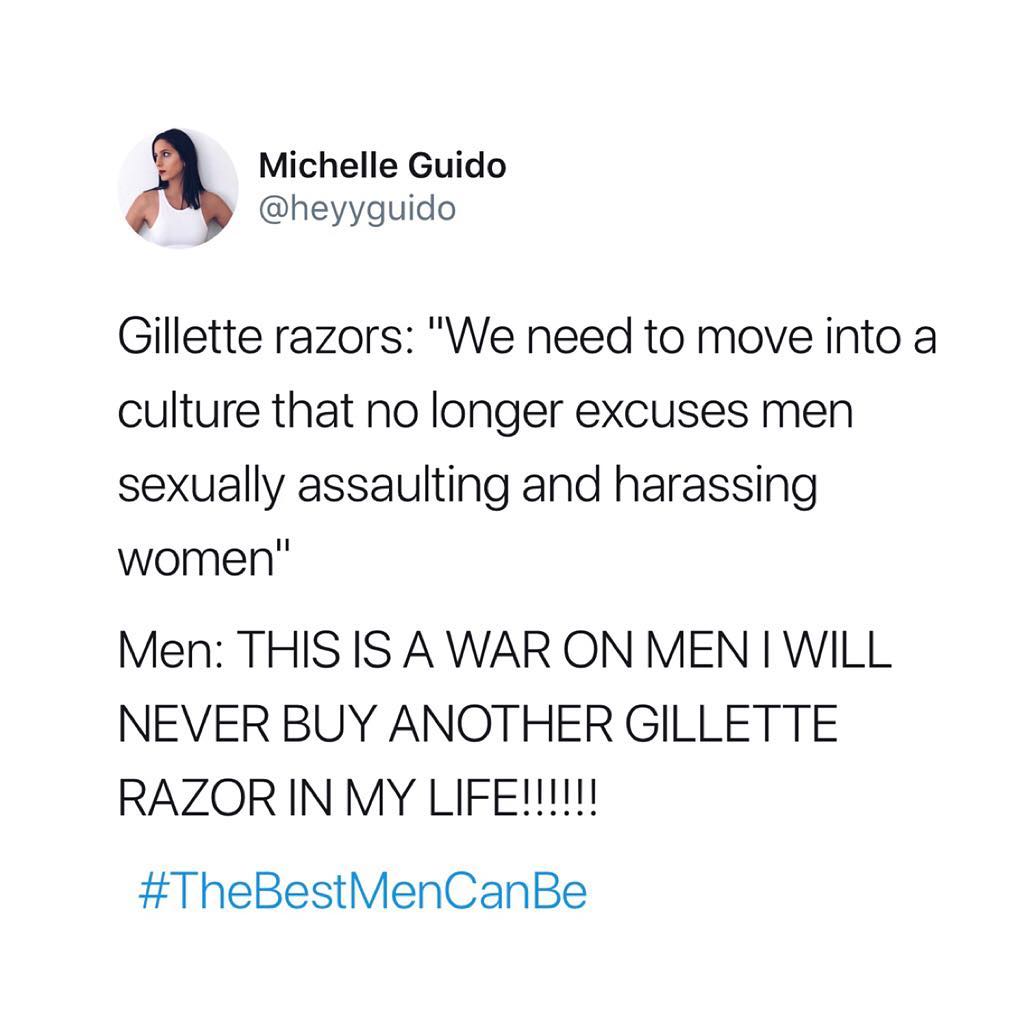 Michelle Guido
@heyyguido
Gillette razors: "We need to move into a
culture that no longer excuses men
sexually assaulting and harassing
women"
Men: THIS IS A WAR ON MEN I WILL
NEVER BUY ANOTHER GILLETTE
RAZOR IN MY LIFE!!!!!!
#TheBestMenCanBe